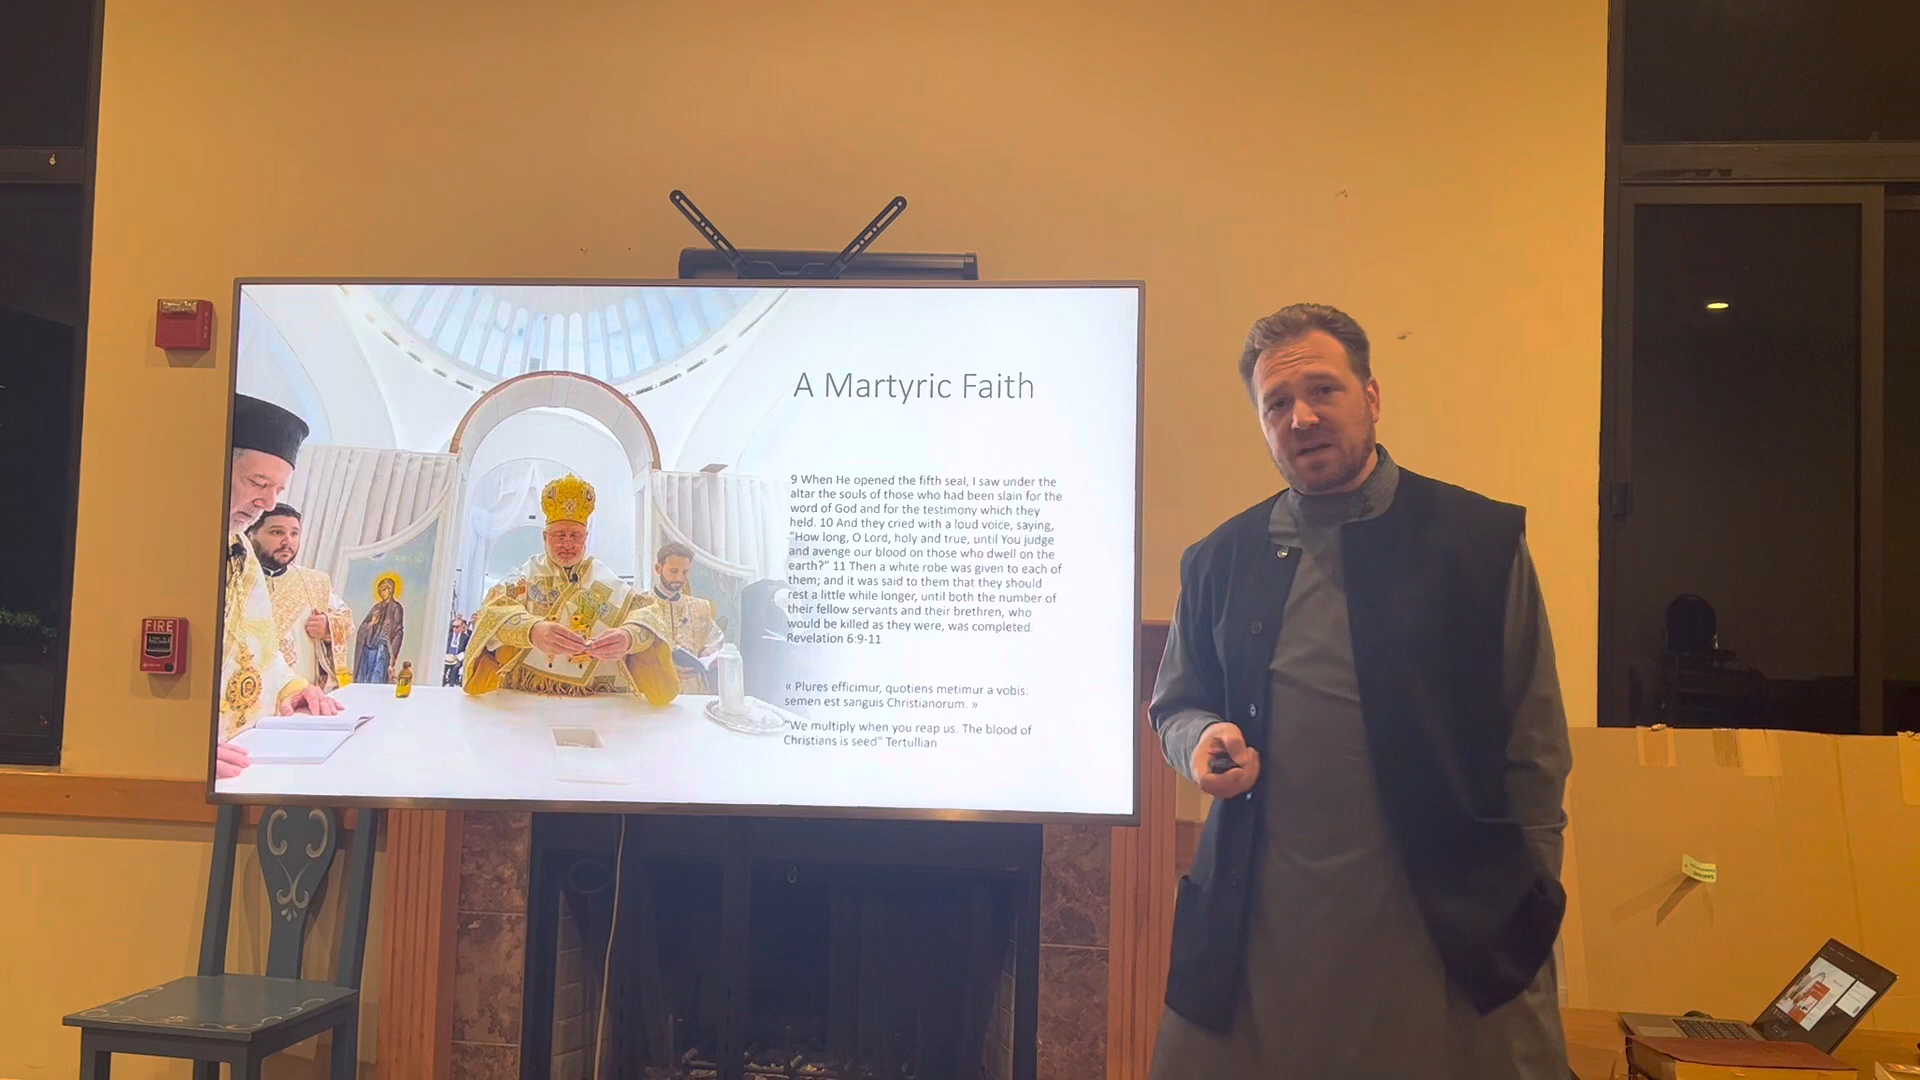 A Martyric Faith
9 When He opened the fifth seal, I saw under the
altar the souls of those who had been slain for the
word of God and for the testimony which they
held. 10 And they cried with a loud voice, saying,
“How long, O Lord, holy and true, until You judge
and avenge our blood on those who dwell on the
earth?” 11 Then a white robe was given to each of
them; and it was said to them that they should
rest a little while longer, until both the number of
their fellow servants and their brethren, who
would be killed as they were, was completed.
Revelation 6:9-11
« Plures efficimur, quotiens metimur a vobis:
semen est sanguis Christianorum. »
“We multiply when you reap us. The blood of
Christians is seed” Tertullian
FIRE
FIRE